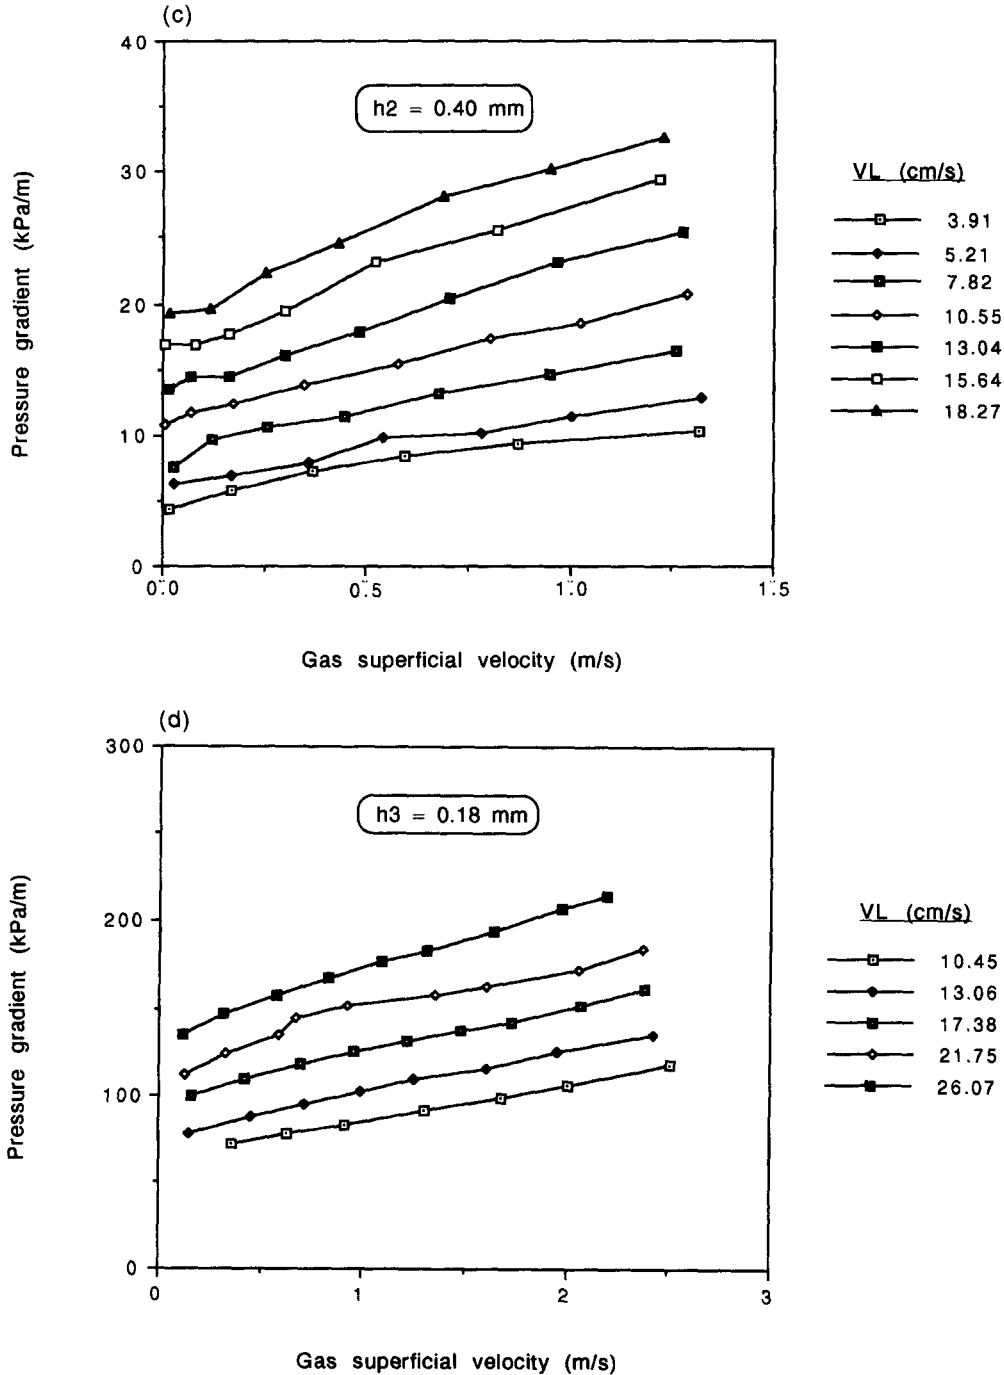 (c)
40
30
20
10
0
0.0
0.5
1.0
1.5
Pressure gradient (kPa/m)
h2 = 0.40 mm
Gas superficial velocity (m/s)
VL (cm/s)
3.91
5.21
7.82
10.55
13.04
15.64
18.27
(d)
300
200
100
0
0
1
2
3
Pressure gradient (kPa/m)
h3 = 0.18 mm
Gas superficial velocity (m/s)
VL (cm/s)
10.45
13.06
17.38
21.75
26.07